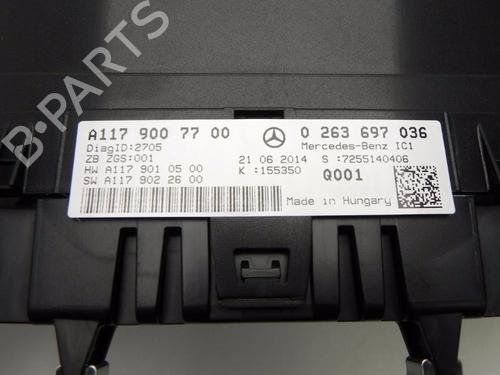 A117 900 77 00
0 263 697 036
DiagID:2705
Mercedes-Benz IC1
ZB ZGS:001
21 06 2014
S :7255140406
HW A117 901 05 00
K :155350
Q001
SW A117 902 26 00
Made in Hungary
B-PARTS